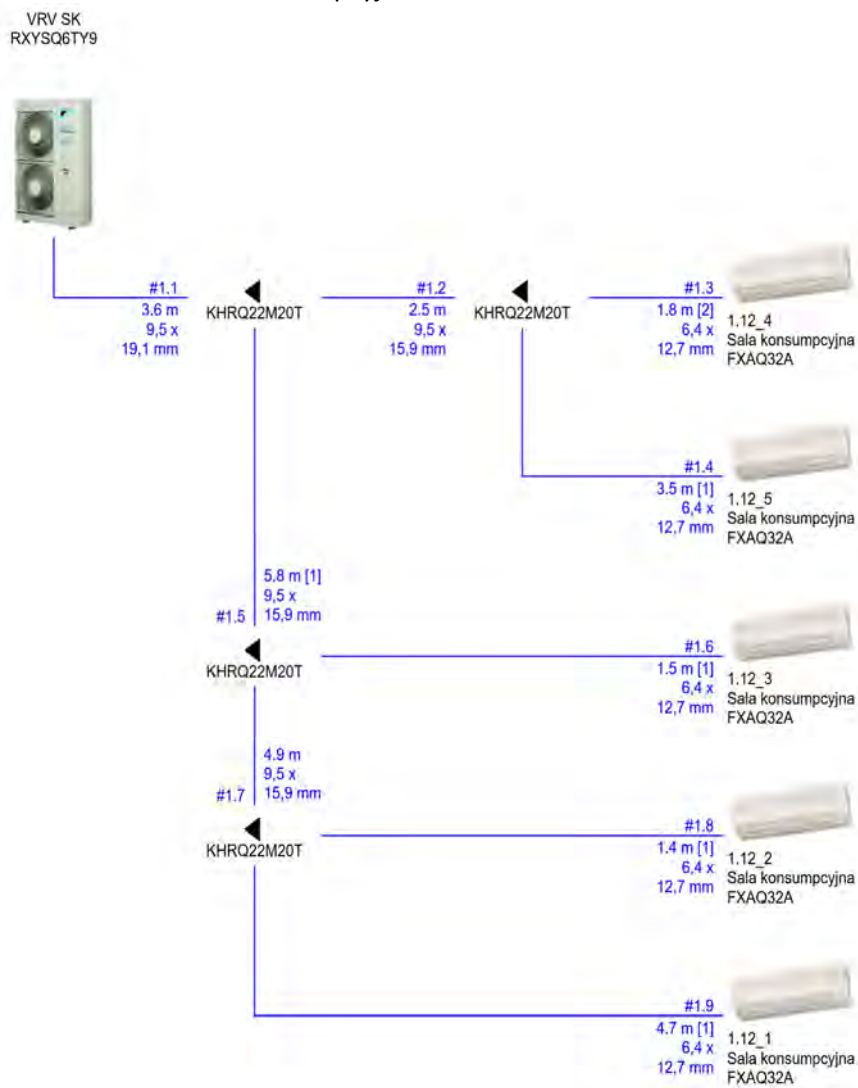 VRV SK
RXYSQ6TY9
#1.1
3.6 m
9,5 x
19,1 mm
KHRQ22M20T
#1.2
2.5 m
9,5 x
15,9 mm
KHRQ22M20T
#1.3
1.8 m [2]
6,4 x
12,7 mm
1.12_4
Sala konsumpcyjna
FXAQ32A
#1.4
3.5 m [1]
6,4 x
12,7 mm
1.12_5
Sala konsumpcyjna
FXAQ32A
5.8 m [1]
9,5 x
#1.5 15,9 mm
KHRQ22M20T
#1.6
1.5 m [1]
6,4 x
12,7 mm
1.12_3
Sala konsumpcyjna
FXAQ32A
4.9 m
9,5 x
#1.7 15,9 mm
KHRQ22M20T
#1.8
1.4 m [1]
6,4 x
12,7 mm
1.12_2
Sala konsumpcyjna
FXAQ32A
#1.9
4.7 m [1]
6,4 x
12,7 mm
1.12_1
Sala konsumpcyjna
FXAQ32A